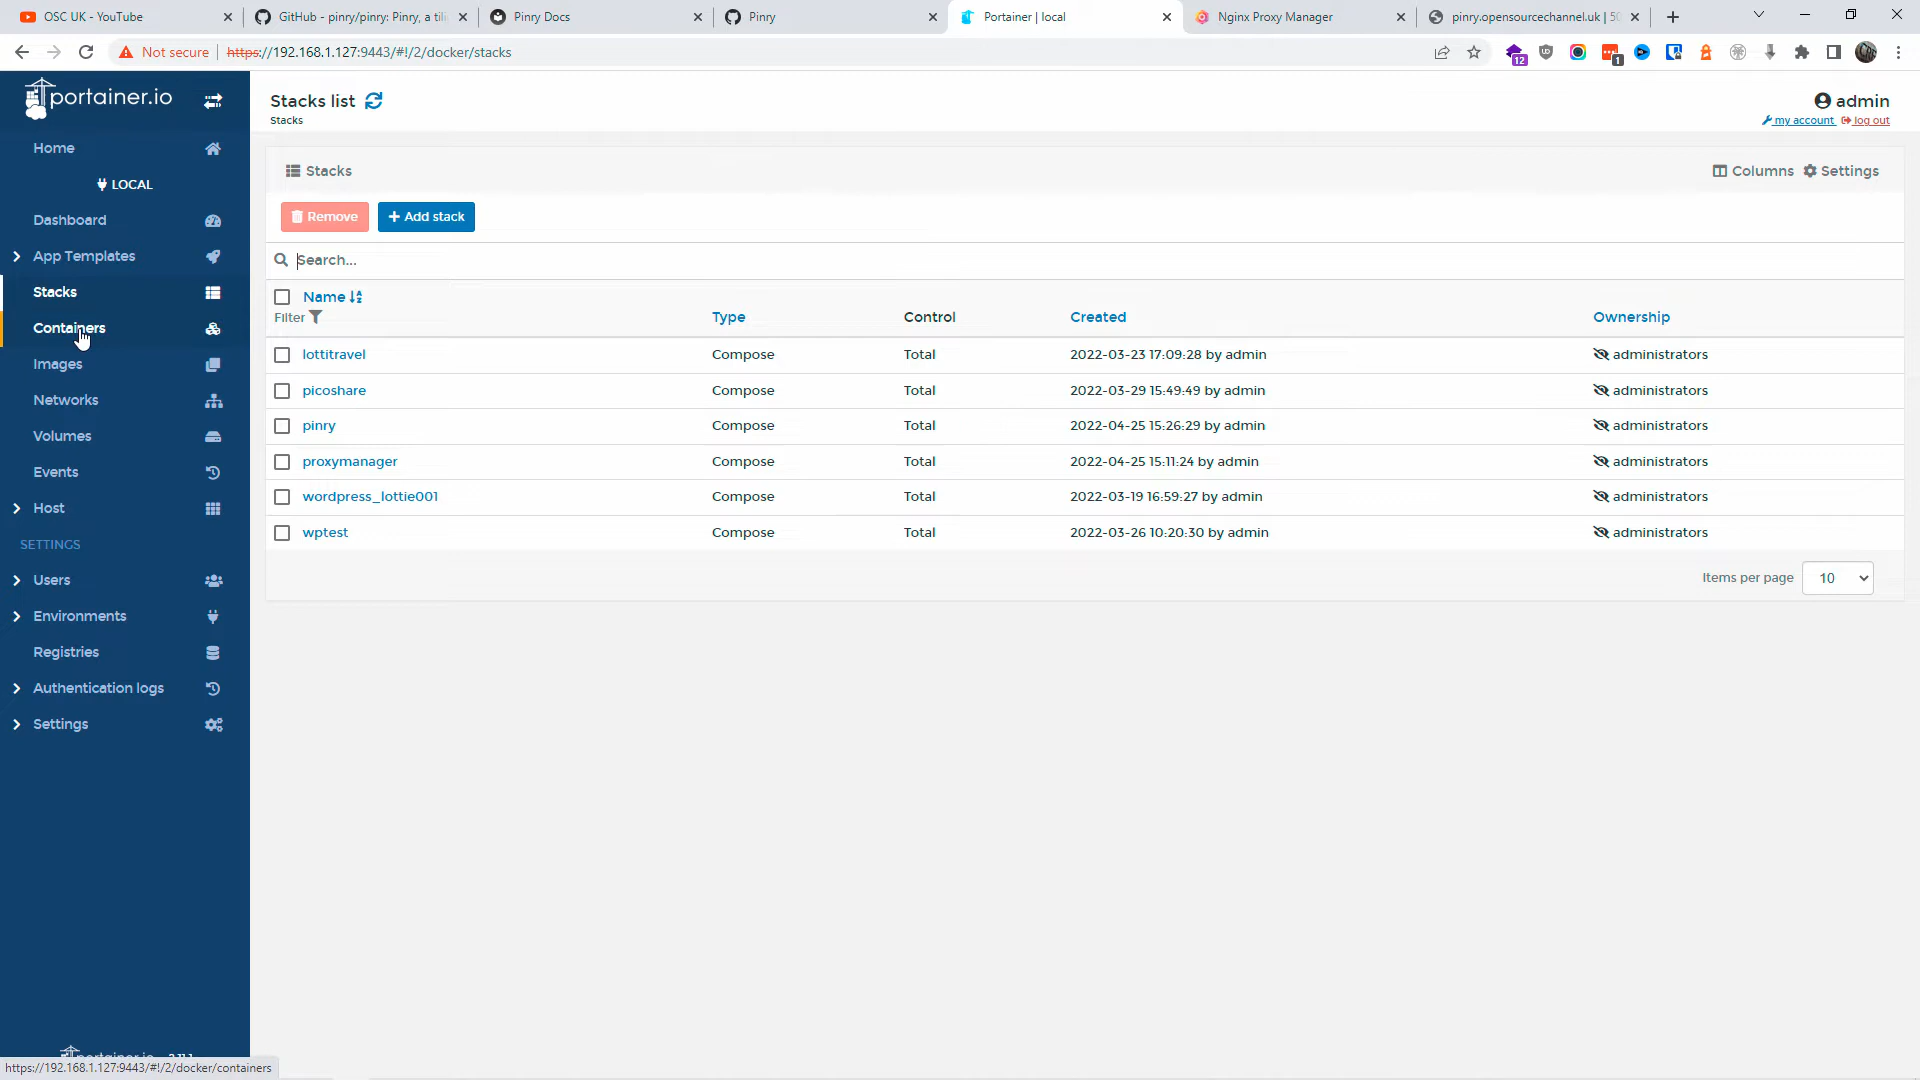 OSC UK - YouTube
GitHub - pinry/pinry: Pinry, a tili
Pinry Docs
Pinry
Portainer | local
Nginx Proxy Manager
pinry.opensourcechannel.uk | 50
Not secure
https://192.168.1.127:9443/#!/2/docker/stacks
12
1
portainer.io
Home
LOCAL
Dashboard
App Templates
Stacks
Containers
Images
Networks
Volumes
Events
Host
SETTINGS
Users
Environments
Registries
Authentication logs
Settings
portainer.io
https://192.168.1.127:9443/#!/2/docker/containers
Stacks list
Stacks
admin
my account log out
Stacks
Columns Settings
Remove + Add stack
Search...
Name
Filter
Type Control Created Ownership
lottitravel Compose Total 2022-03-23 17:09:28 by admin administrators
picoshare Compose Total 2022-03-29 15:49:49 by admin administrators
pinry Compose Total 2022-04-25 15:26:29 by admin administrators
proxymanager Compose Total 2022-04-25 15:11:24 by admin administrators
wordpress_lottie001 Compose Total 2022-03-19 16:59:27 by admin administrators
wptest Compose Total 2022-03-26 10:20:30 by admin administrators
Items per page 10